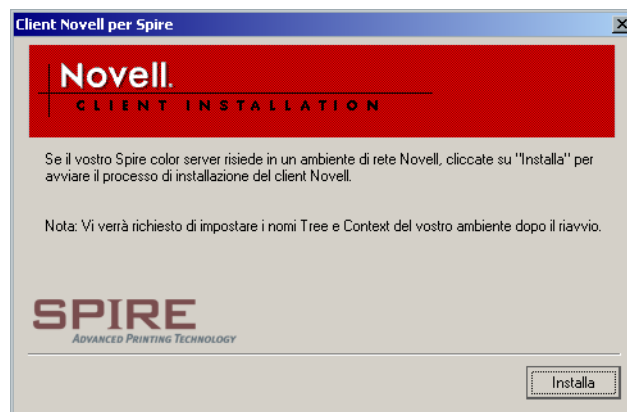 Client Novell per Spire
Novell.
CLIENT INSTALLATION
Se il vostro Spire color server risiede in un ambiente di rete Novell, cliccate su "Installa" per
avviare il processo di installazione del client Novell.
Nota: Vi verrà richiesto di impostare i nomi Tree e Context del vostro ambiente dopo il riavvio.
SPIRE
ADVANCED PRINTING TECHNOLOGY
Installa